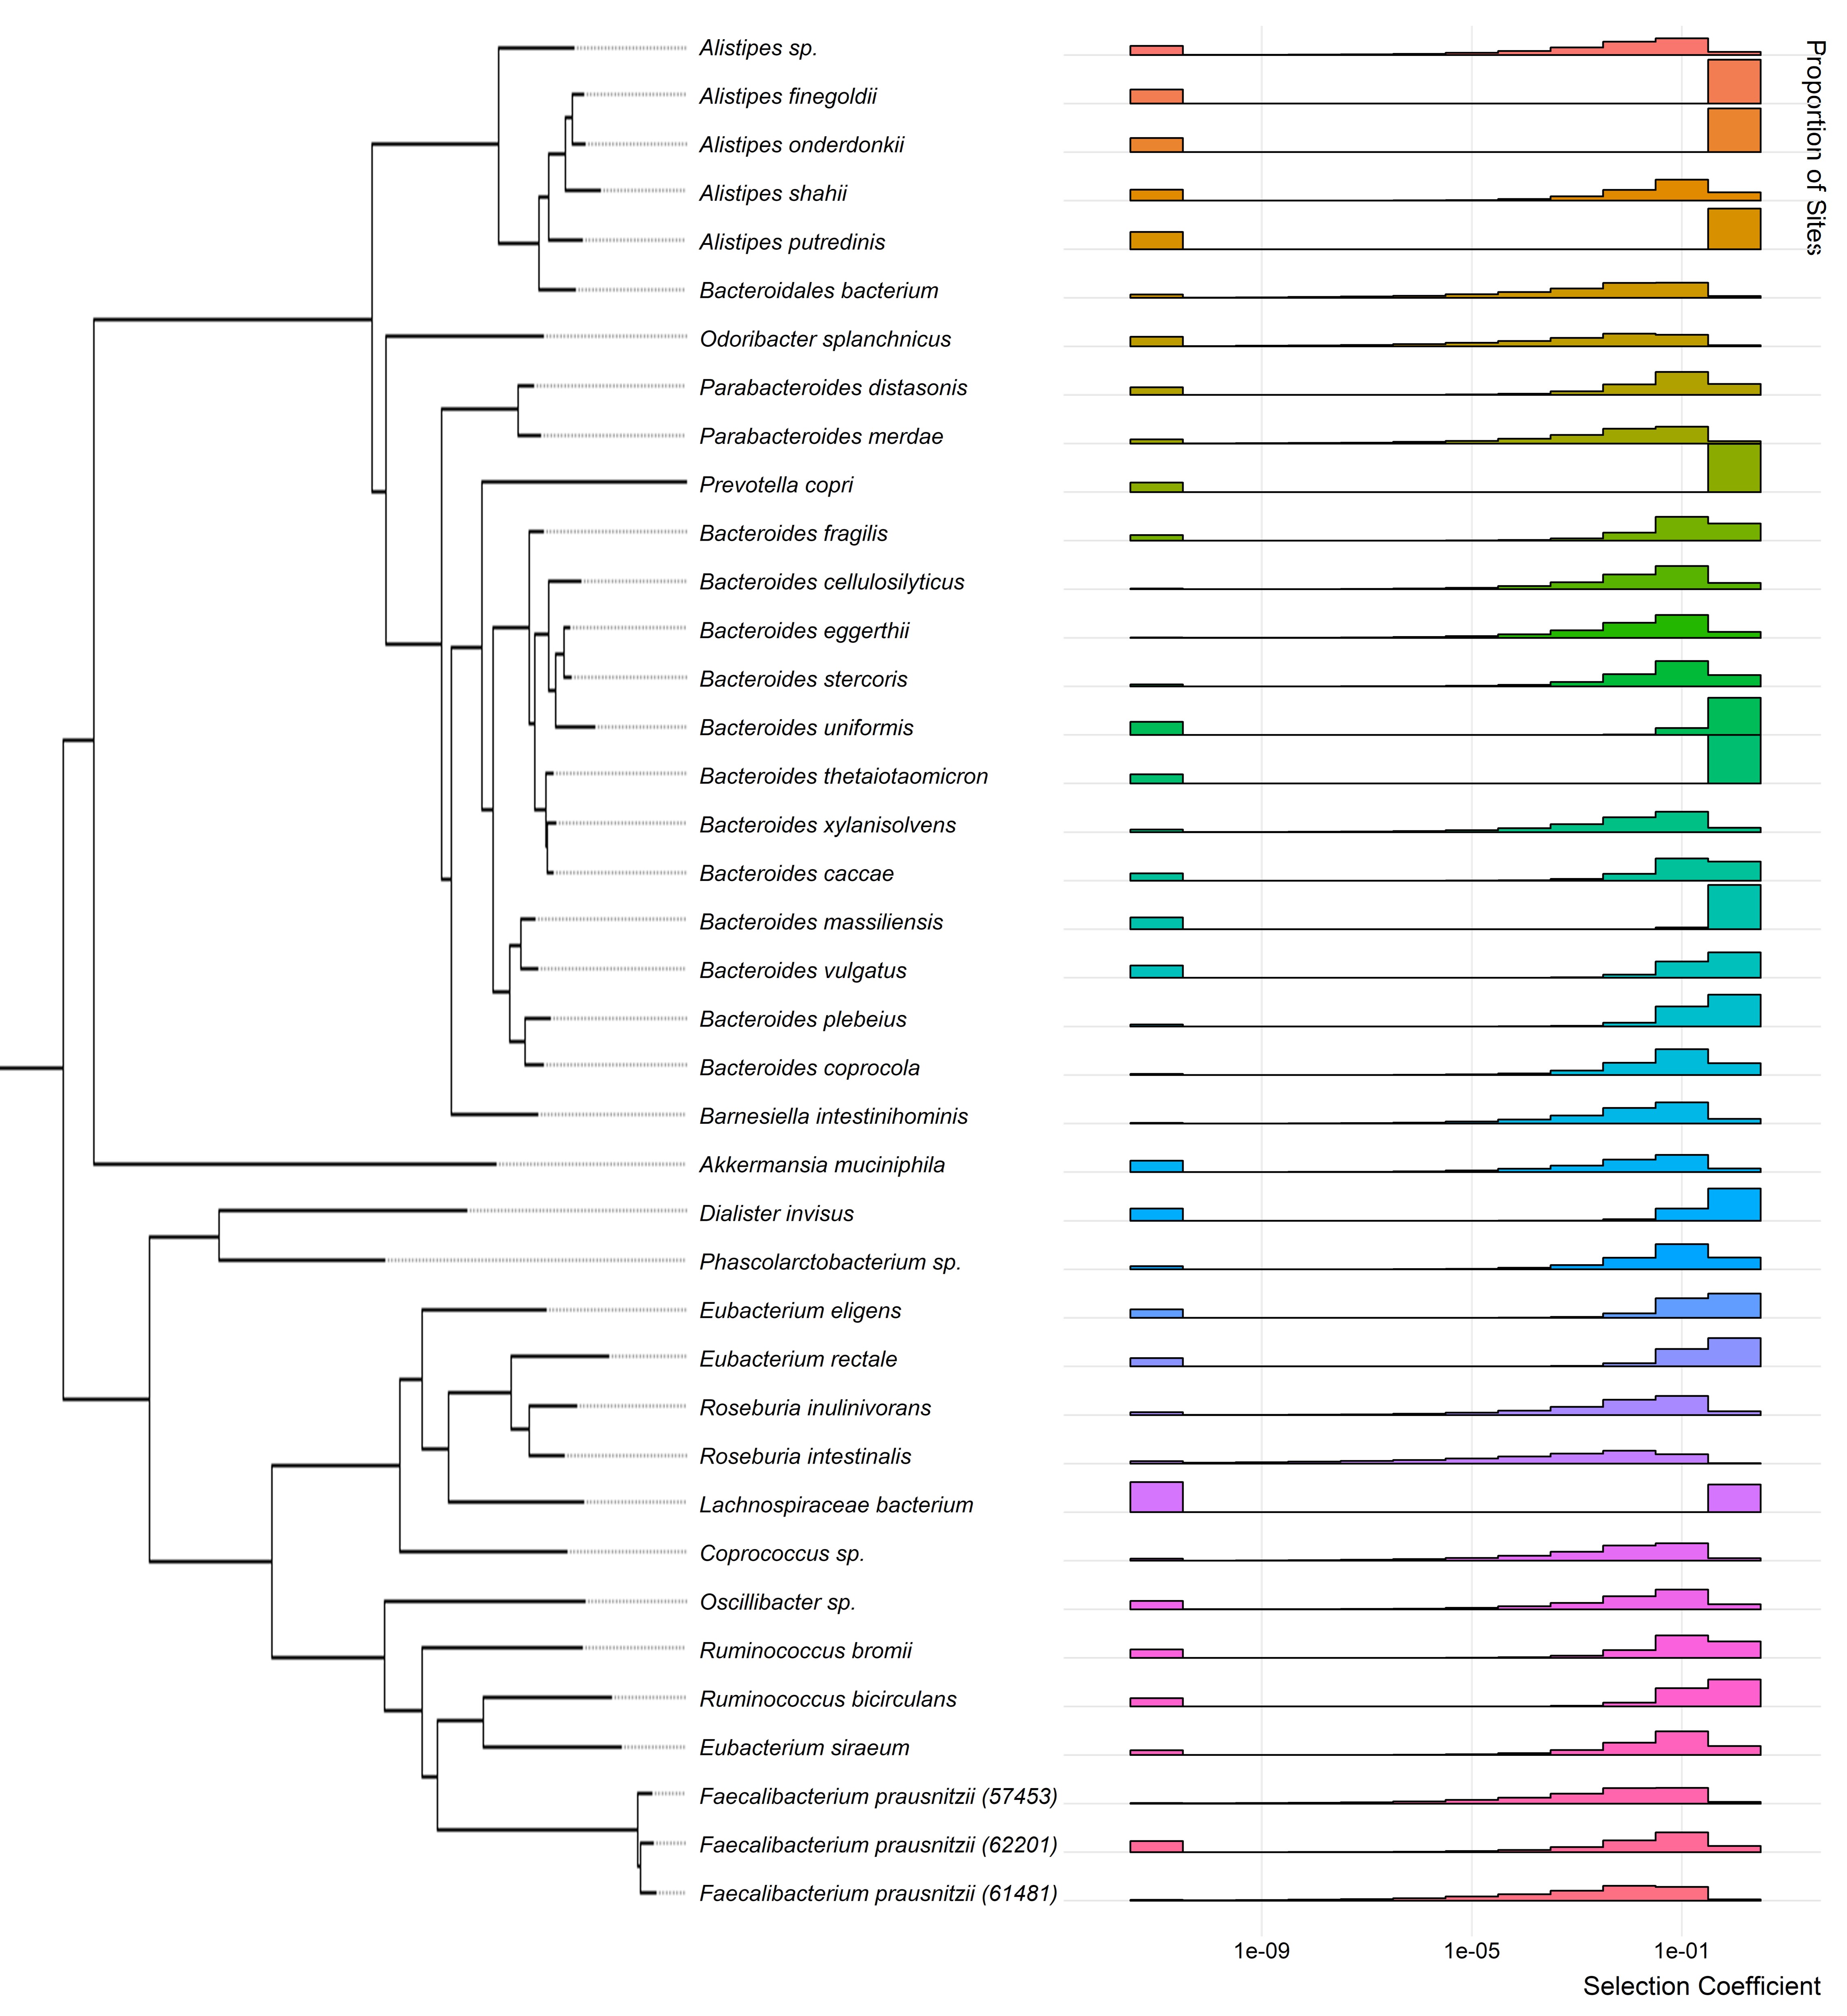 Alistipes sp.
Alistipes finegoldii
Alistipes onderdonkii
Alistipes shahii
Alistipes putredinis
Bacteroidales bacterium
Odoribacter splanchnicus
Parabacteroides distasonis
Parabacteroides merdae
Prevotella copri
Bacteroides fragilis
Bacteroides cellulosilyticus
Bacteroides eggerthii
Bacteroides stercoris
Bacteroides uniformis
Bacteroides thetaiotaomicron
Bacteroides xylanisolvens
Bacteroides caccae
Bacteroides massiliensis
Bacteroides vulgatus
Bacteroides plebeius
Bacteroides coprocola
Barnesiella intestinihominis
Akkermansia muciniphila
Dialister invisus
Phascolarctobacterium sp.
Eubacterium eligens
Eubacterium rectale
Roseburia inulinivorans
Roseburia intestinalis
Lachnospiraceae bacterium
Coprococcus sp.
Oscillibacter sp.
Ruminococcus bromii
Ruminococcus bicirculans
Eubacterium siraeum
Faecalibacterium prausnitzii (57453)
Faecalibacterium prausnitzii (62201)
Faecalibacterium prausnitzii (61481)
Proportion of Sites
1e-09 1e-05 1e-01
Selection Coefficient